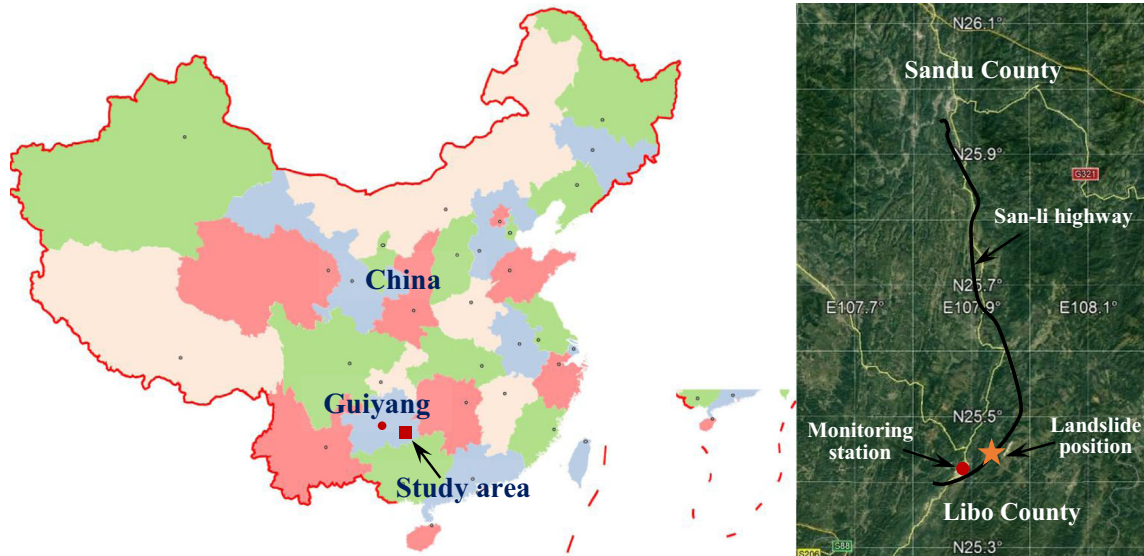 China
Guiyang
Study area
N26.1°
Sandu County
N25.9°
G321
San-li highway
N25.7°
E107.7°
E107.9°
E108.1°
N25.5°
Monitoring
station
Landslide
position
Libo County
N25.3°
S206
S88